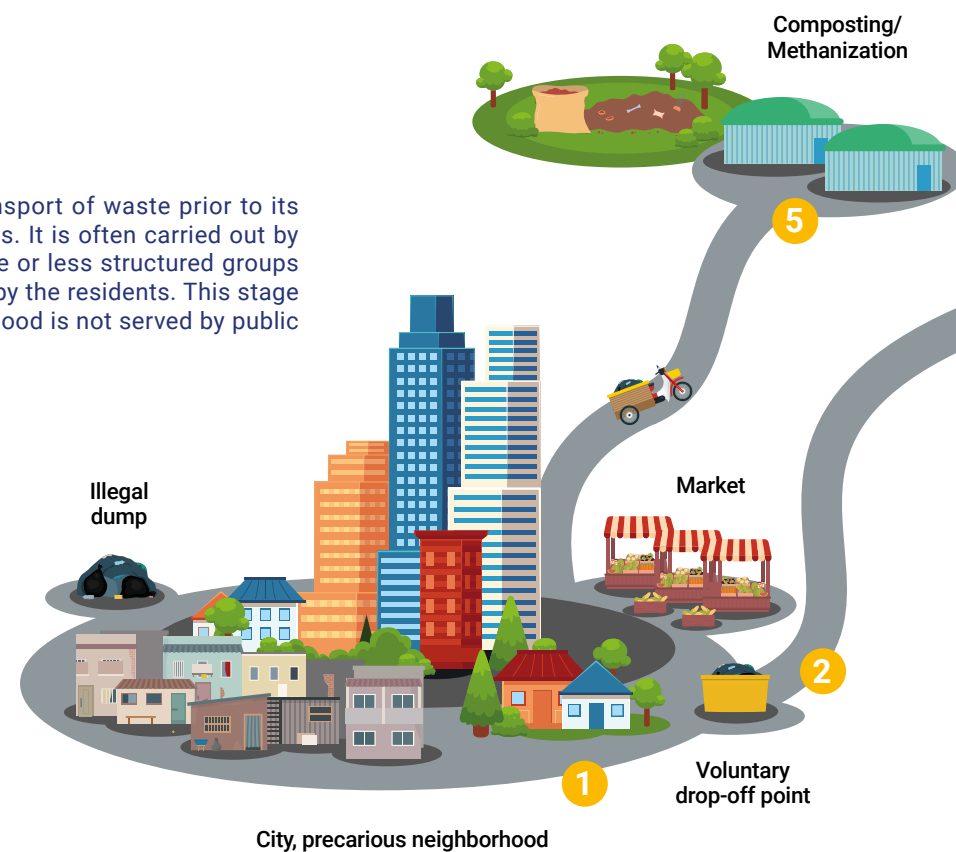 Composting/
Methanization
nsport of waste prior to its
s. It is often carried out by
e or less structured groups
by the residents. This stage
ood is not served by public
5
Illegal
dump
Market
2
1
Voluntary
drop-off point
City, precarious neighborhood